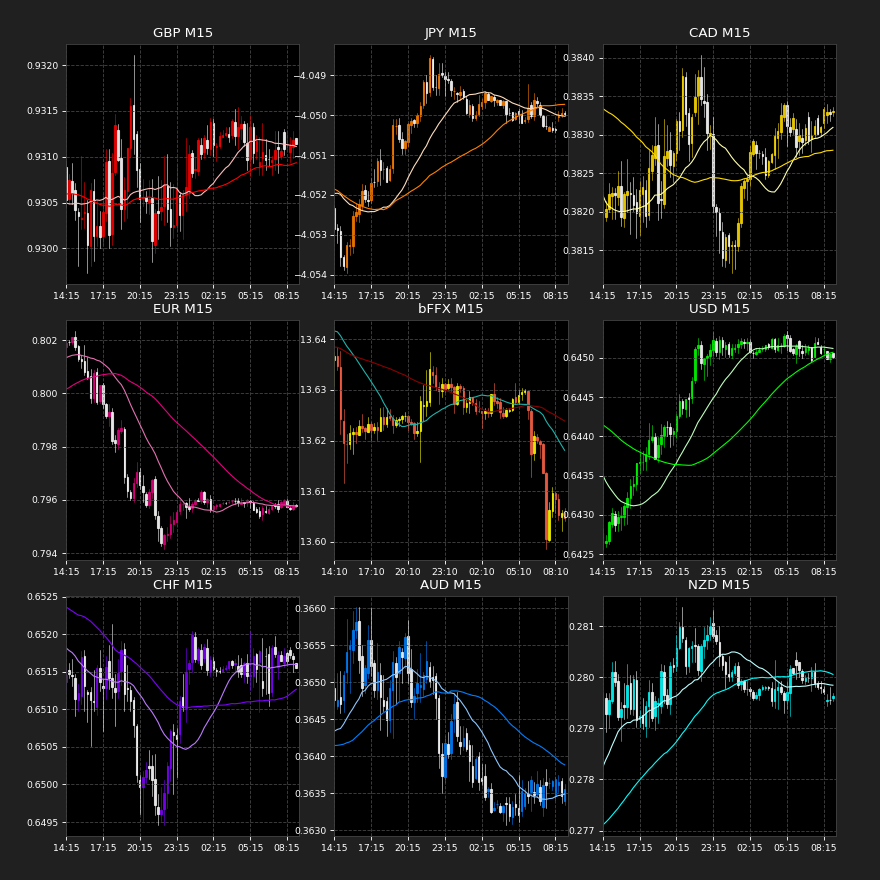 GBP M15
JPY M15
CAD M15
0.9320
0.9315
0.9310
0.9305
0.9300
−4.049
−4.050
−4.051
−4.052
−4.053
−4.054
0.3840
0.3835
0.3830
0.3825
0.3820
0.3815
14:15 17:15 20:15 23:15 02:15 05:15 08:15
14:15 17:15 20:15 23:15 02:15 05:15 08:15
14:15 17:15 20:15 23:15 02:15 05:15 08:15
EUR M15
bFFX M15
USD M15
0.802
0.800
0.798
0.796
0.794
13.64
13.63
13.62
13.61
13.60
0.6450
0.6445
0.6440
0.6435
0.6430
0.6425
14:15 17:15 20:15 23:15 02:15 05:15 08:15
14:10 17:10 20:10 23:10 02:10 05:10 08:10
14:15 17:15 20:15 23:15 02:15 05:15 08:15
CHF M15
AUD M15
NZD M15
0.6525
0.6520
0.6515
0.6510
0.6505
0.6500
0.6495
0.3660
0.3655
0.3650
0.3645
0.3640
0.3635
0.3630
0.281
0.280
0.279
0.278
0.277
14:15 17:15 20:15 23:15 02:15 05:15 08:15
14:15 17:15 20:15 23:15 02:15 05:15 08:15
14:15 17:15 20:15 23:15 02:15 05:15 08:15